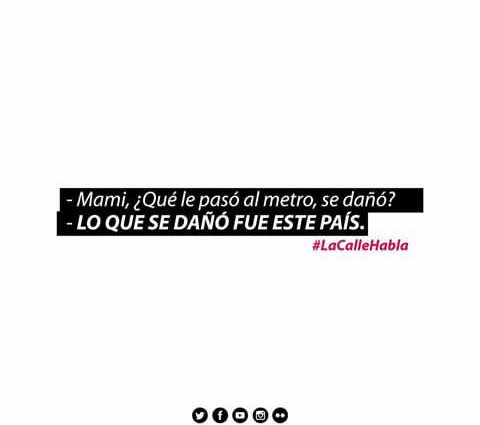 - Mami, ¿Qué le pasó al metro, se dañó?
- LO QUE SE DAÑÓ FUE ESTE PAÍS.
#LaCalleHabla